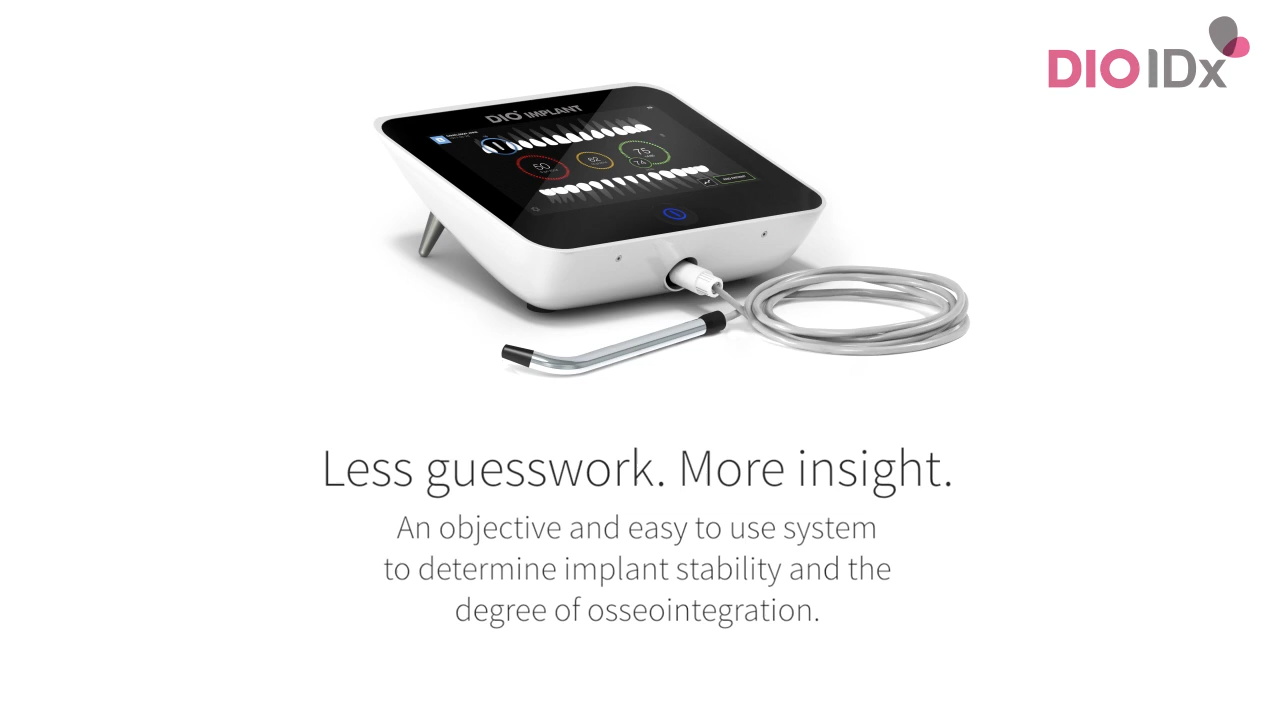 DIO IDx
DIO IMPLANT
50 62 75
74
Less guesswork. More insight.
An objective and easy to use system
to determine implant stability and the
degree of osseointegration.